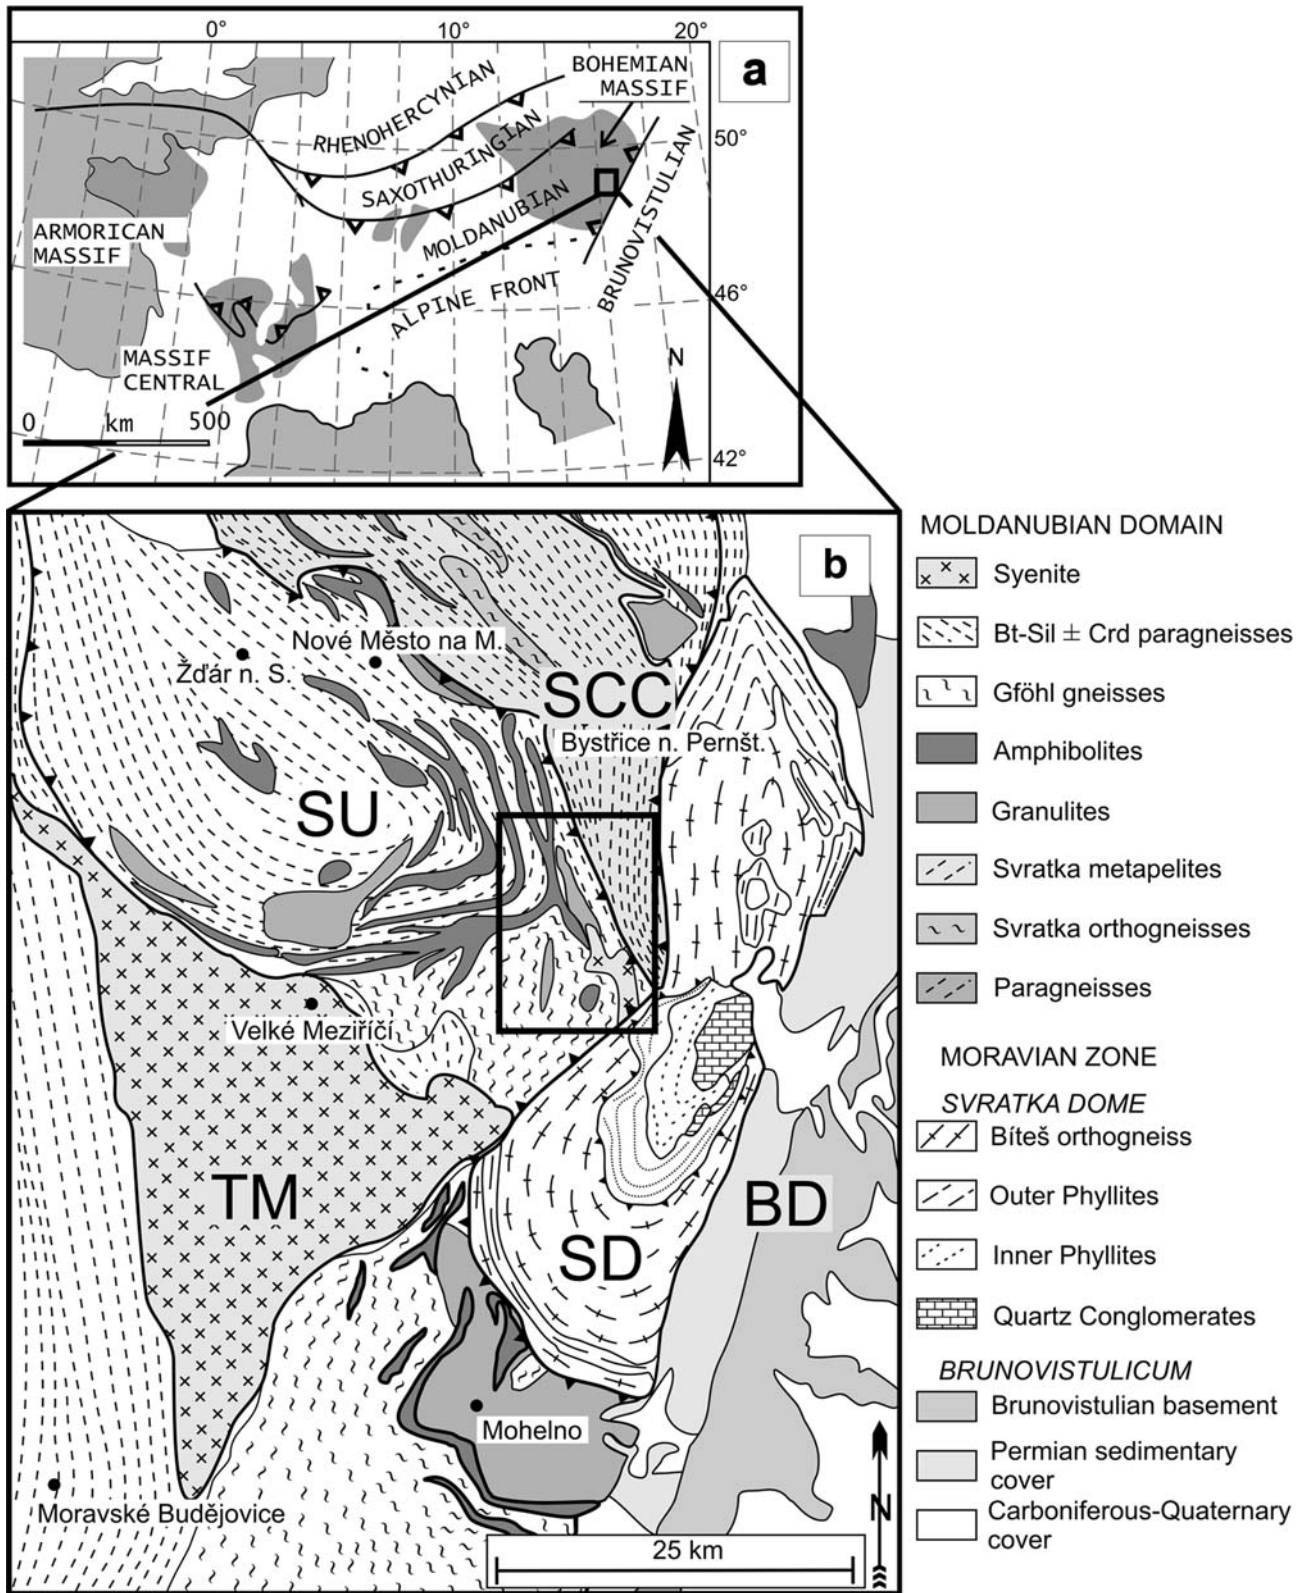 0°
10°
20°
a
BOHEMIAN
MASSIF
RHENOHERCYNIAN
SAXOTHURINGIAN
MOLDANUBIAN
BRUNOVISTULIAN
50°
ARMORICAN
MASSIF
ALPINE FRONT
46°
MASSIF
CENTRAL
N
0 km 500
42°
b
Nové Město na M.
Žďár n. S.
SCC
Bystřice n. Pernšt.
SU
Velké Meziříčí
TM
BD
SD
Mohelno
Moravské Budějovice
N
25 km
MOLDANUBIAN DOMAIN
Syenite
Bt-Sil ± Crd paragneisses
Gföhl gneisses
Amphibolites
Granulites
Svratka metapelites
Svratka orthogneisses
Paragneisses
MORAVIAN ZONE
SVRATKA DOME
Bíteš orthogneiss
Outer Phyllites
Inner Phyllites
Quartz Conglomerates
BRUNOVISTULICUM
Brunovistulian basement
Permian sedimentary
cover
Carboniferous-Quaternary
cover